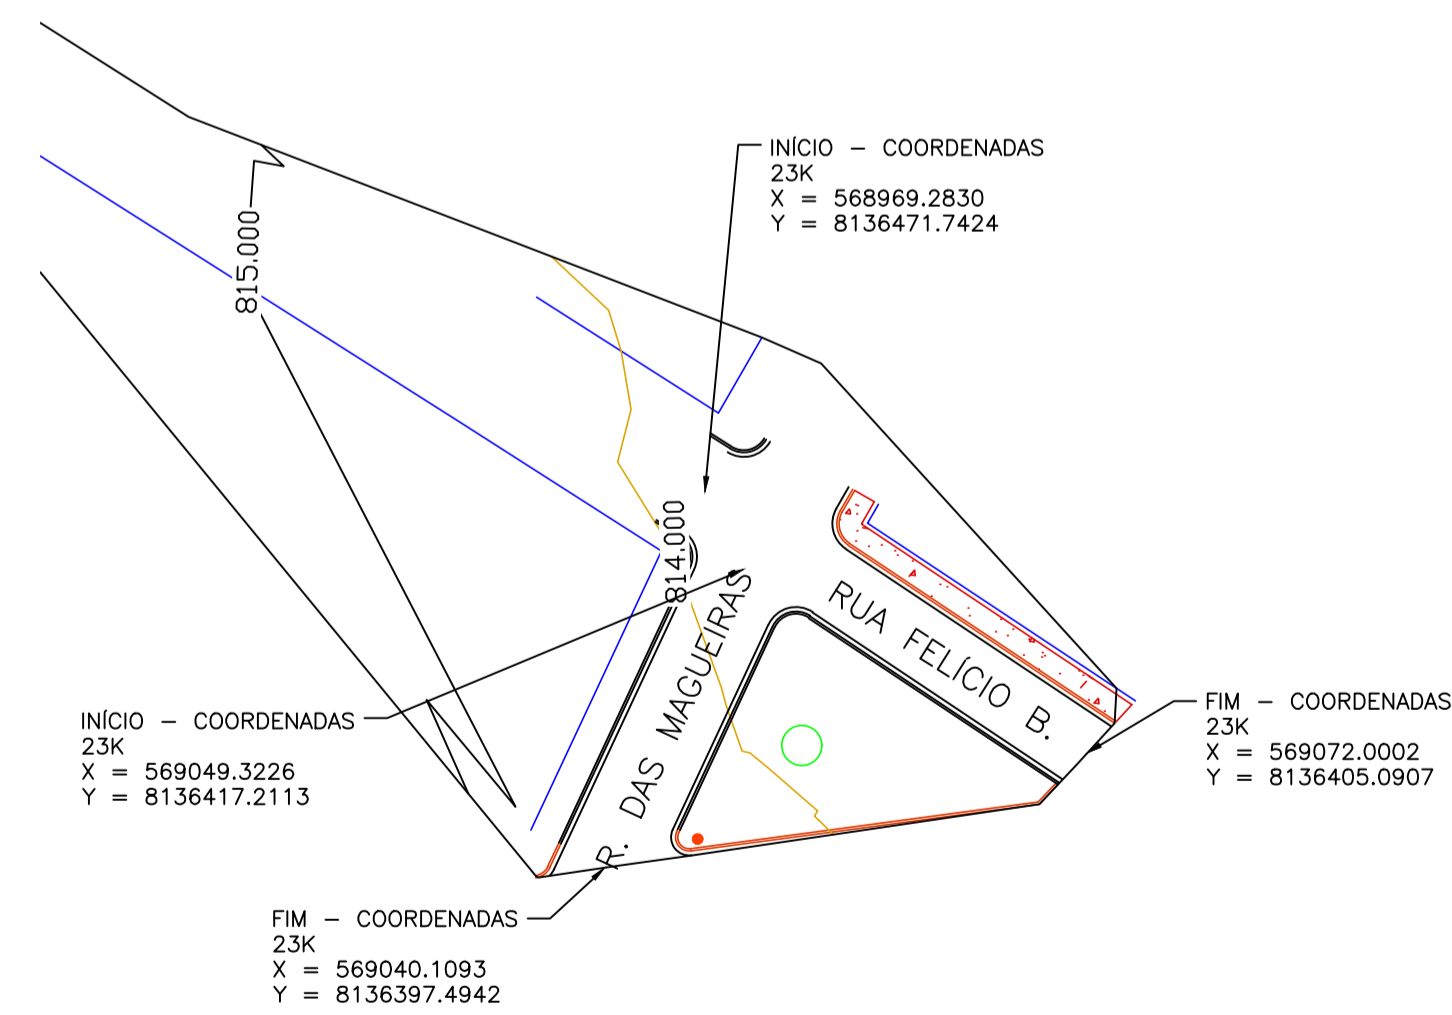 INÍCIO - COORDENADAS
23K
X = 568969.2830
Y = 8136471.7424
815.000
814.000
RUA FELÍCIO B.
R. DAS MAGUEIRAS
INÍCIO - COORDENADAS
23K
X = 569049.3226
Y = 8136417.2113
FIM - COORDENADAS
23K
X = 569072.0002
Y = 8136405.0907
FIM - COORDENADAS
23K
X = 569040.1093
Y = 8136397.4942